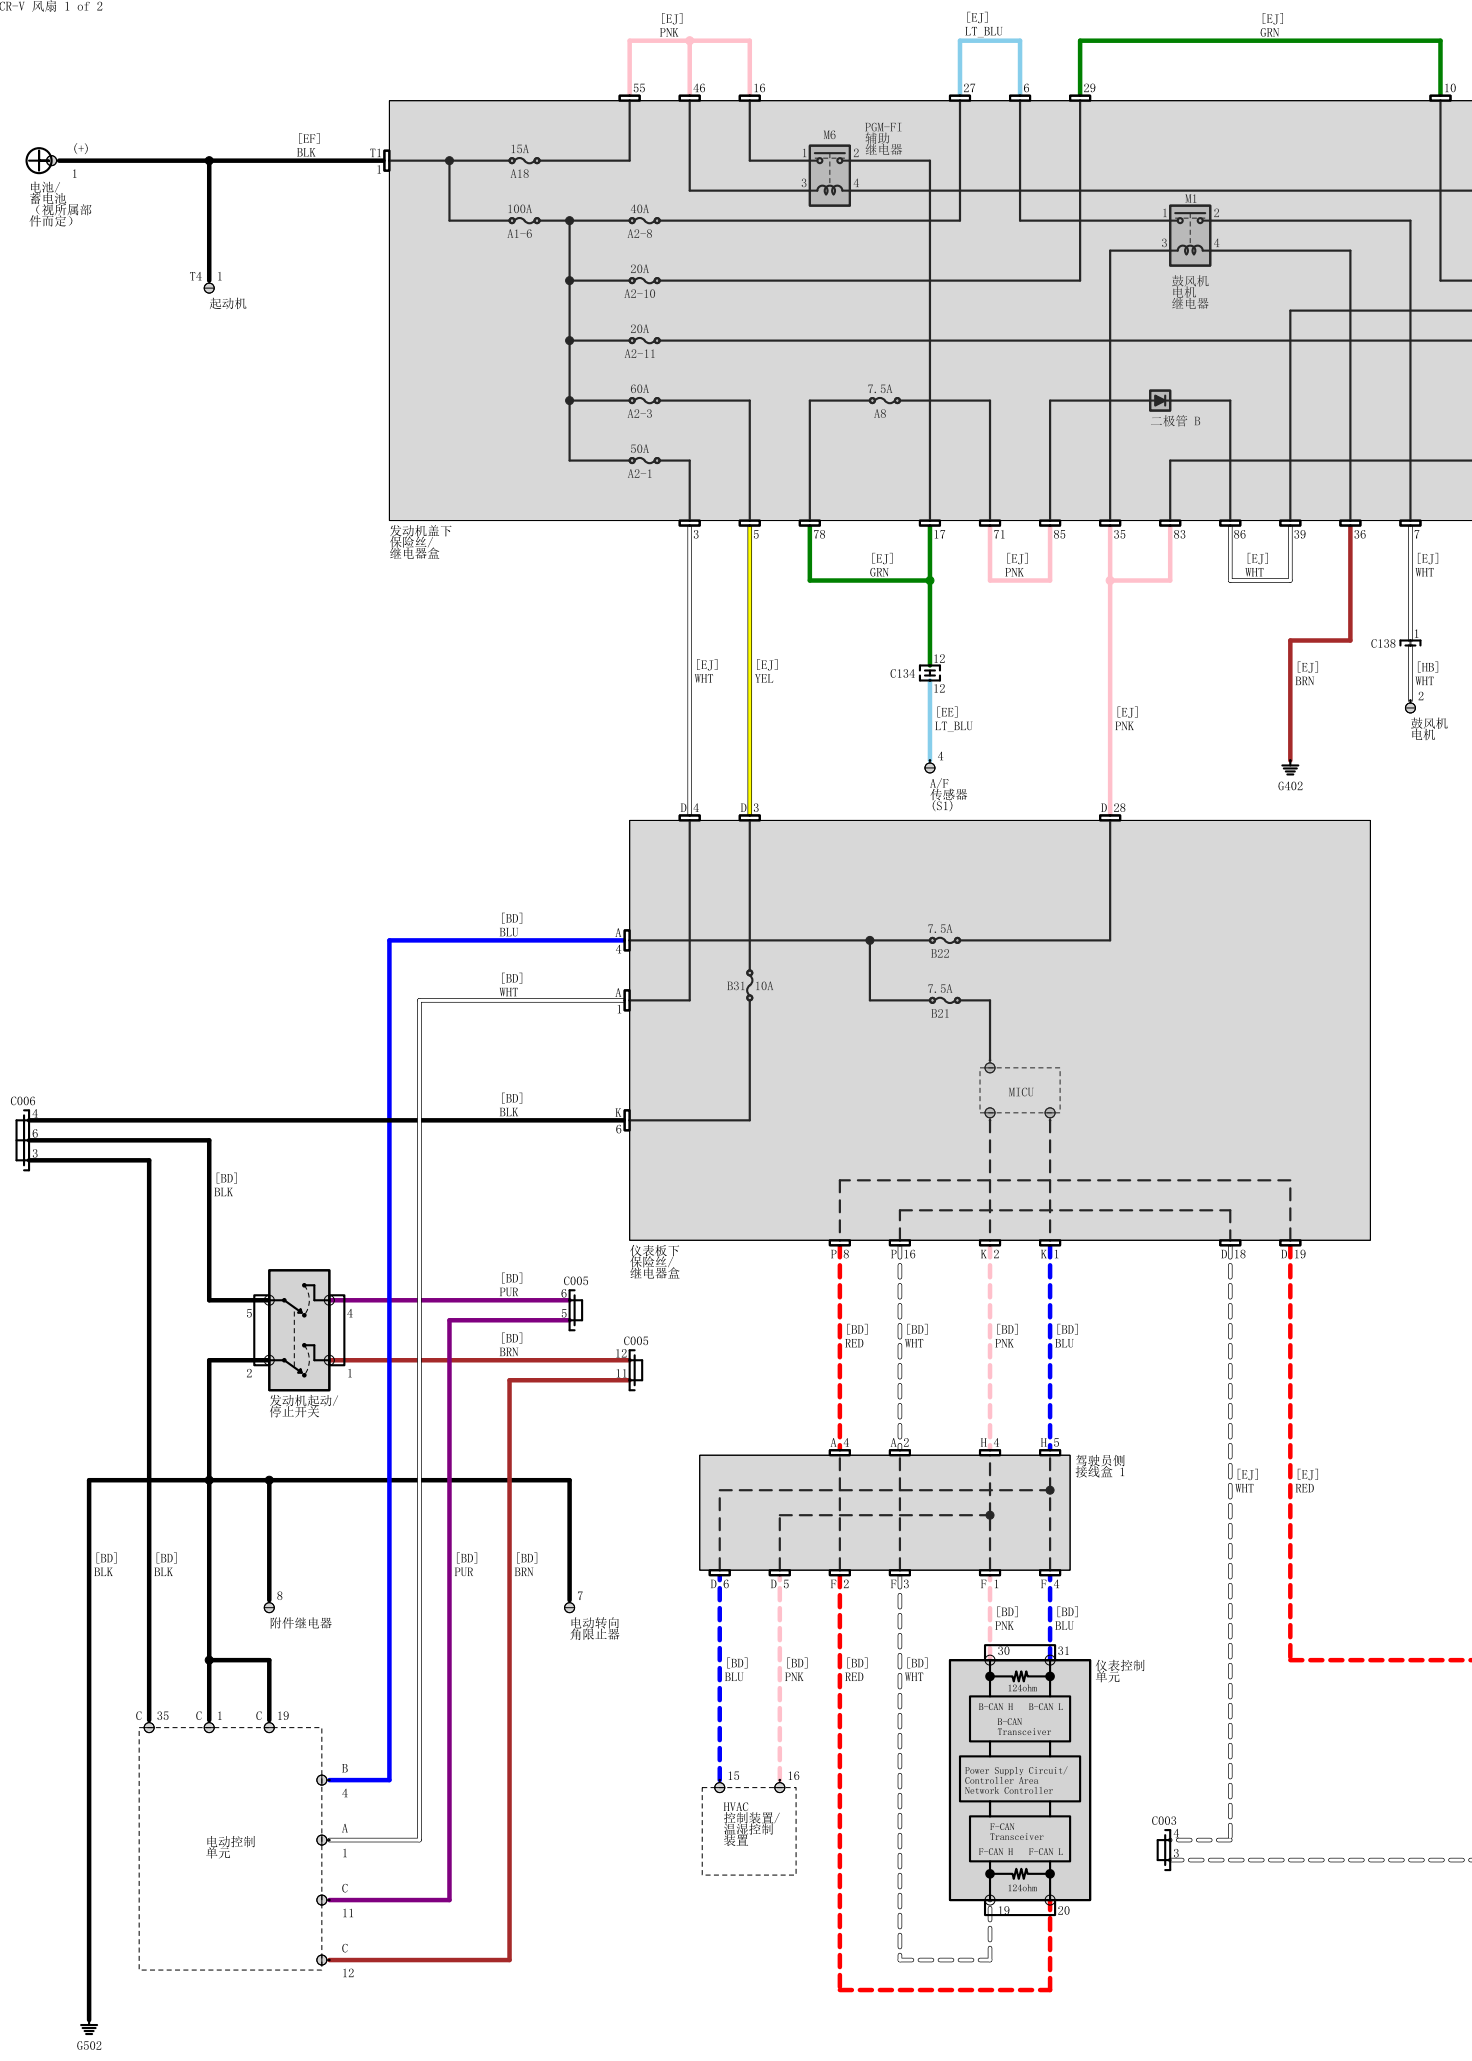 CR-V 风扇 1 of 2
[EJ]
PNK
[EJ]
LT_BLU
[EJ]
GRN
55
46
16
27
6
29
10
(+)
1
电池/
蓄电池
（视所属部
件而定）
[EF]
BLK
T1
1
T4
1
起动机
15A
A18
100A
A1-6
40A
A2-8
20A
A2-10
20A
A2-11
60A
A2-3
50A
A2-1
M6
1
2
3
4
PGM-FI
辅助
继电器
M1
1
2
3
4
鼓风机
电机
继电器
7.5A
A8
二极管 B
发动机盖下
保险丝/
继电器盒
3
5
78
17
71
85
35
83
86
39
36
7
[EJ]
GRN
[EJ]
PNK
[EJ]
WHT
[EJ]
WHT
[EJ]
WHT
[EJ]
YEL
12
C134
12
[EE]
LT_BLU
4
A/F
传感器
(S1)
[EJ]
PNK
[EJ]
BRN
G402
1
C138
[HB]
WHT
2
鼓风机
电机
D 4
D 3
D 28
[BD]
BLU
A
4
[BD]
WHT
A
1
[BD]
BLK
K
6
7.5A
B22
7.5A
B21
B31
10A
MICU
C006
4
6
3
[BD]
BLK
仪表板下
保险丝/
继电器盒
P 8
P 16
K 2
K 1
D 18
D 19
5
4
2
1
发动机起动/
停止开关
[BD]
PUR
C005
6
5
[BD]
BRN
C005
12
11
[BD]
RED
[BD]
WHT
[BD]
PNK
[BD]
BLU
A 4
A 2
H 4
H 5
驾驶员侧
接线盒 1
[EJ]
WHT
[EJ]
RED
[BD]
BLK
[BD]
BLK
[BD]
PUR
[BD]
BRN
8
附件继电器
7
电动转向
角限止器
D 6
D 5
F 2
F 3
F 1
F 4
[BD]
PNK
[BD]
BLU
[BD]
BLU
[BD]
PNK
[BD]
RED
[BD]
WHT
30
31
仪表控制
单元
124ohm
B-CAN H
B-CAN L
B-CAN
Transceiver
Power Supply Circuit/
Controller Area
Network Controller
F-CAN
Transceiver
F-CAN H
F-CAN L
124ohm
19
20
C 35
C 1
C 19
B
4
A
1
C
11
C
12
电动控制
单元
15
16
HVAC
控制装置/
温湿控制
装置
C003
4
3
G502